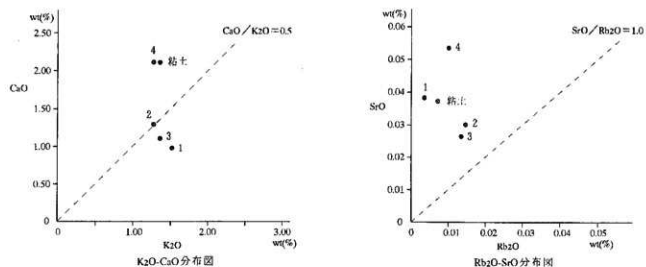 wt(%)
CaO/K2O=0.5
2.50
4
粘土
2.00
CaO
1.50
2
3
1.00
1
0.50
0
1.00
2.00
3.00
K2O
wt(%)
K2O-CaO分布図
wt(%)
SrO/Rb2O=1.0
0.06
4
0.05
0.04
1
粘土
SrO
0.03
2
3
0.02
0.01
0
0.01
0.02
0.03
0.04
0.05
Rb2O
wt(%)
Rb2O-SrO分布図